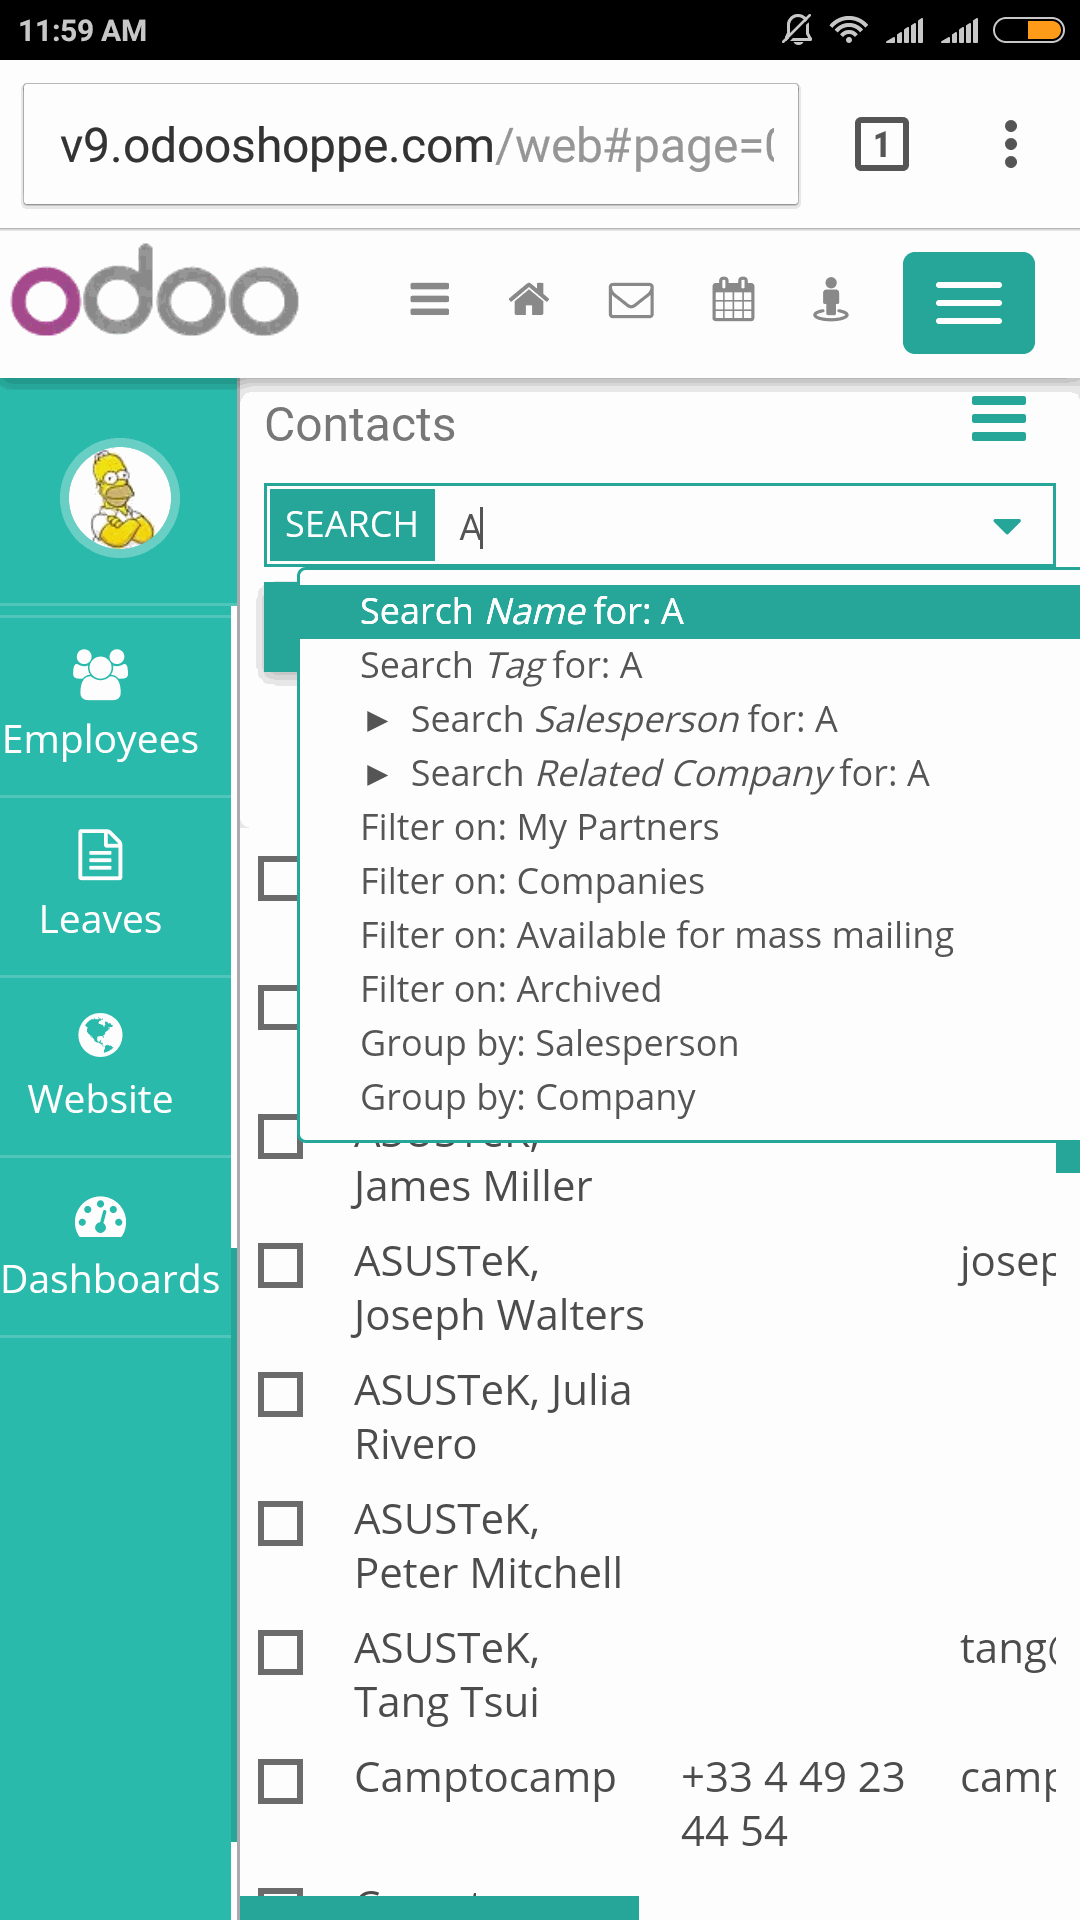 11:59 AM
v9.odooshoppe.com/web#page=
1
odoo
Contacts
SEARCH A
Search Name for: A
Search Tag for: A
► Search Salesperson for: A
► Search Related Company for: A
Filter on: My Partners
Filter on: Companies
Filter on: Available for mass mailing
Filter on: Archived
Group by: Salesperson
Group by: Company
Employees
Leaves
Website
Dashboards
ASUSTeK,
James Miller
ASUSTeK, josep
Joseph Walters
ASUSTeK, Julia
Rivero
ASUSTeK,
Peter Mitchell
ASUSTeK, tang@
Tang Tsui
Camptocamp +33 4 49 23 camp
44 54